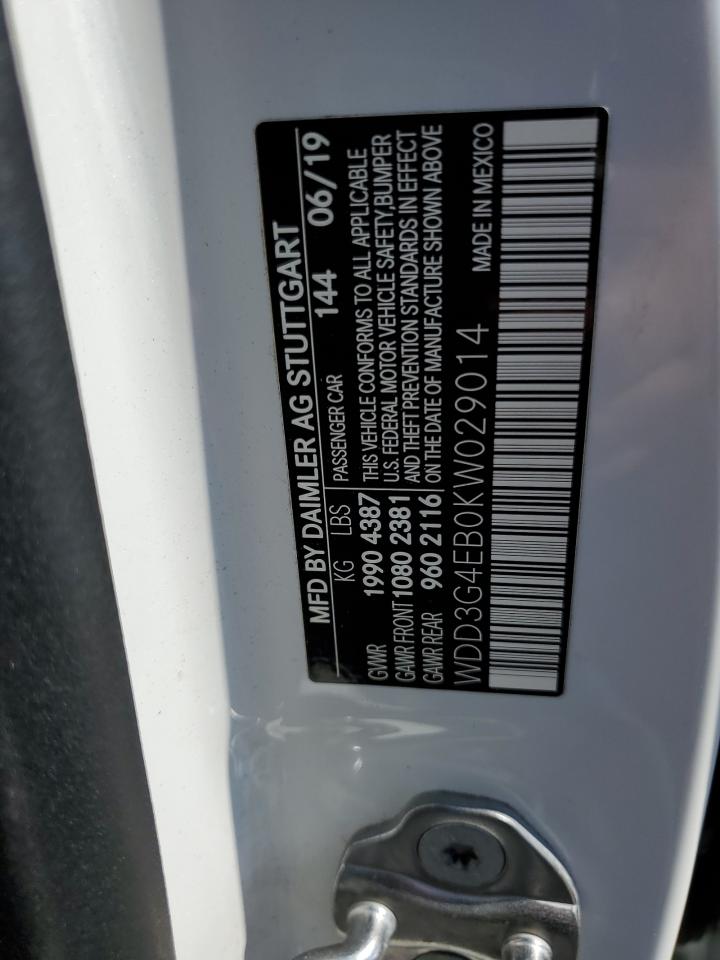 MFD BY DAIMLER AG STUTTGART
KG LBS PASSENGER CAR 144 06/19
GVWR 1990 4387 THIS VEHICLE CONFORMS TO ALL APPLICABLE
U.S. FEDERAL MOTOR VEHICLE SAFETY,BUMPER
GAWR FRONT 1080 2381 AND THEFT PREVENTION STANDARDS IN EFFECT
GAWR REAR 960 2116 ON THE DATE OF MANUFACTURE SHOWN ABOVE
WDD3G4EB0KW029014 MADE IN MEXICO